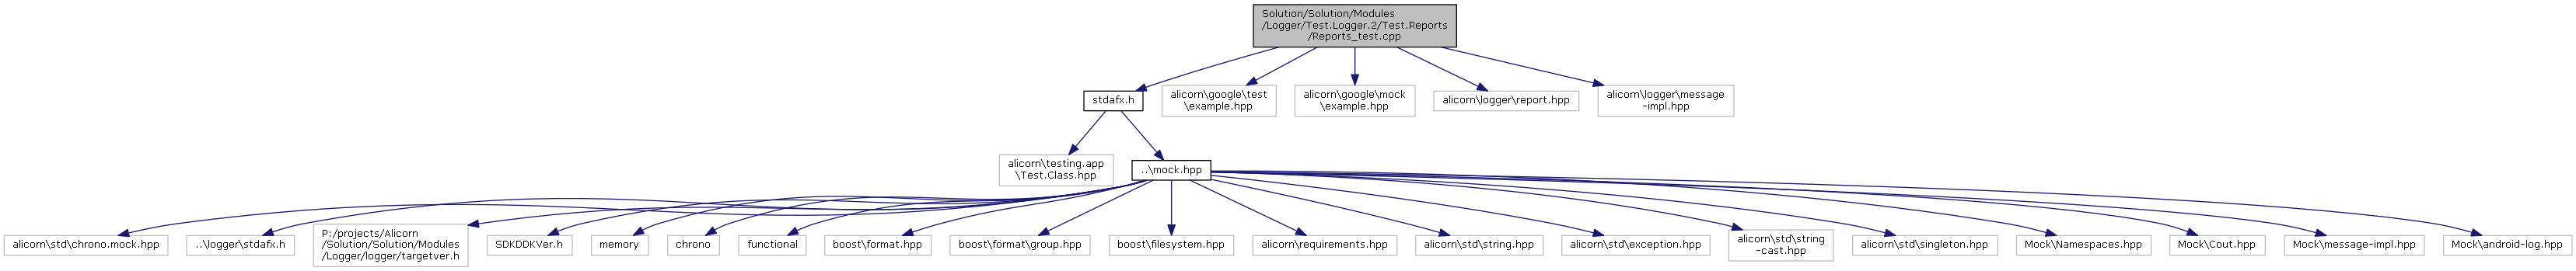 Solution/Solution/Modules
/Logger/Test.Logger.2/Test.Reports
/Reports_test.cpp
stdafx.h
alicorn\google\test
\example.hpp
alicorn\google\mock
\example.hpp
alicorn\logger\report.hpp
alicorn\logger\message
-impl.hpp
alicorn\testing.app
\Test.Class.hpp
..\mock.hpp
alicorn\std\chrono.mock.hpp
..\logger\stdafx.h
P:/projects/Alicorn
/Solution/Solution/Modules
/Logger/logger/targetver.h
SDKDDKVer.h
memory
chrono
functional
boost\format.hpp
boost\format\group.hpp
boost\filesystem.hpp
alicorn\requirements.hpp
alicorn\std\string.hpp
alicorn\std\exception.hpp
alicorn\std\string
-cast.hpp
alicorn\std\singleton.hpp
Mock\Namespaces.hpp
Mock\Cout.hpp
Mock\message-impl.hpp
Mock\android-log.hpp